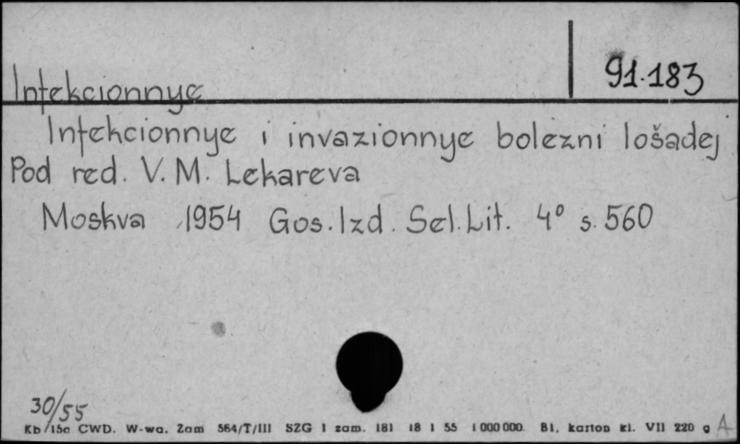 91.183
Infekcionnye
Infekcionnye i invazionnye bolezni lošadej
Pod red. V. M. Lekareva
Moskva 1954 Gos. Izd. Sel. Lit. 4° s. 560
30/55
Kb/15c CWD. W-wa. Zam 564/T/III SZG 1 zam. 181 18 1 55 1 000 000. B1. karton kl. VII 220 g A